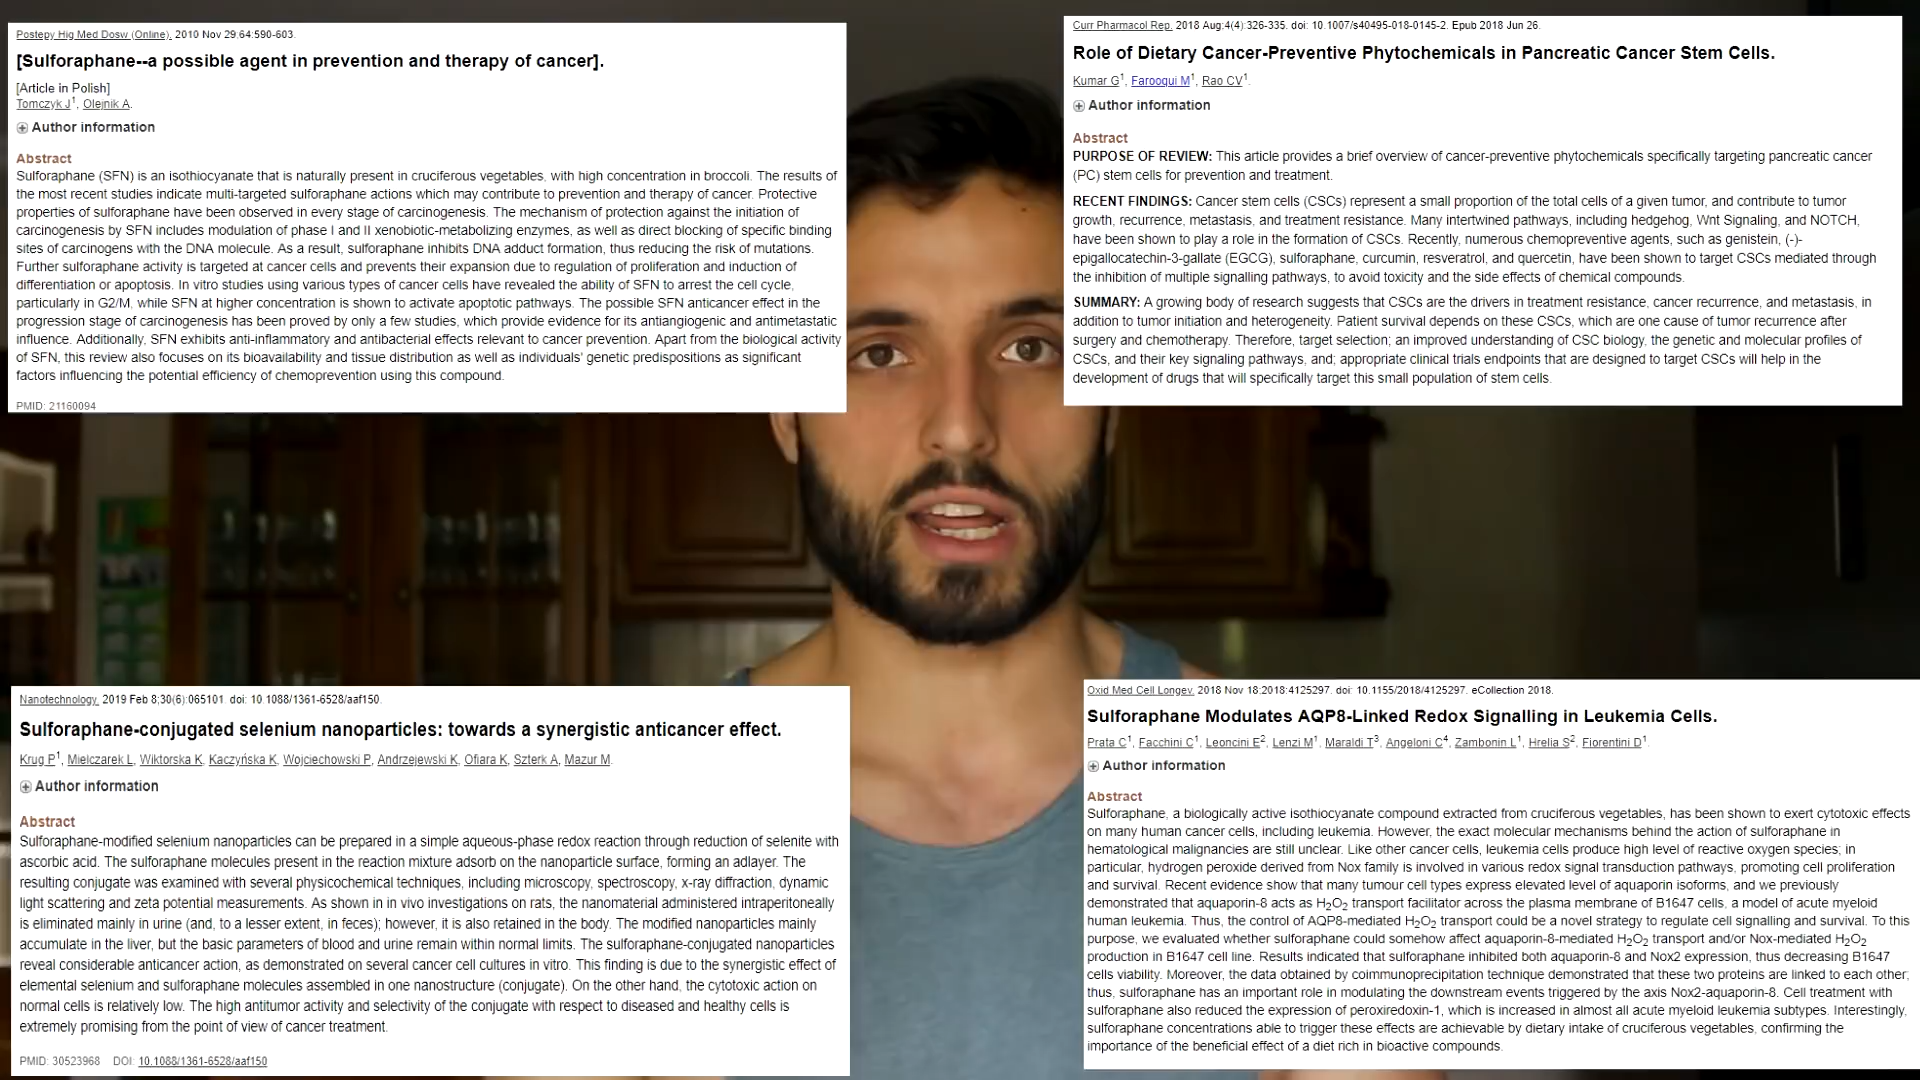 Postepy Hig Med Dosw (Online). 2010 Nov 29;64:590-603.
[Sulforaphane--a possible agent in prevention and therapy of cancer].
[Article in Polish]
Tomczyk J1, Olejnik A.
Author information
Abstract
Sulforaphane (SFN) is an isothiocyanate that is naturally present in cruciferous vegetables, with high concentration in broccoli. The results of
the most recent studies indicate multi-targeted sulforaphane actions which may contribute to prevention and therapy of cancer. Protective
properties of sulforaphane have been observed in every stage of carcinogenesis. The mechanism of protection against the initiation of
carcinogenesis by SFN includes modulation of phase I and II xenobiotic-metabolizing enzymes, as well as direct blocking of specific binding
sites of carcinogens with the DNA molecule. As a result, sulforaphane inhibits DNA adduct formation, thus reducing the risk of mutations.
Further sulforaphane activity is targeted at cancer cells and prevents their expansion due to regulation of proliferation and induction of
differentiation or apoptosis. In vitro studies using various types of cancer cells have revealed the ability of SFN to arrest the cell cycle,
particularly in G2/M, while SFN at higher concentration is shown to activate apoptotic pathways. The possible SFN anticancer effect in the
progression stage of carcinogenesis has been proved by only a few studies, which provide evidence for its antiangiogenic and antimetastatic
influence. Additionally, SFN exhibits anti-inflammatory and antibacterial effects relevant to cancer prevention. Apart from the biological activity
of SFN, this review also focuses on its bioavailability and tissue distribution as well as individuals' genetic predispositions as significant
factors influencing the potential efficiency of chemoprevention using this compound.
PMID: 21160094
Curr Pharmacol Rep. 2018 Aug;4(4):326-335. doi: 10.1007/s40495-018-0145-2. Epub 2018 Jun 26.
Role of Dietary Cancer-Preventive Phytochemicals in Pancreatic Cancer Stem Cells.
Kumar G1, Farooqui M1, Rao CV1.
Author information
Abstract
PURPOSE OF REVIEW: This article provides a brief overview of cancer-preventive phytochemicals specifically targeting pancreatic cancer
(PC) stem cells for prevention and treatment.
RECENT FINDINGS: Cancer stem cells (CSCs) represent a small proportion of the total cells of a given tumor, and contribute to tumor
growth, recurrence, metastasis, and treatment resistance. Many intertwined pathways, including hedgehog, Wnt Signaling, and NOTCH,
have been shown to play a role in the formation of CSCs. Recently, numerous chemopreventive agents, such as genistein, (-)-
epigallocatechin-3-gallate (EGCG), sulforaphane, curcumin, resveratrol, and quercetin, have been shown to target CSCs mediated through
the inhibition of multiple signalling pathways, to avoid toxicity and the side effects of chemical compounds.
SUMMARY: A growing body of research suggests that CSCs are the drivers in treatment resistance, cancer recurrence, and metastasis, in
addition to tumor initiation and heterogeneity. Patient survival depends on these CSCs, which are one cause of tumor recurrence after
surgery and chemotherapy. Therefore, target selection; an improved understanding of CSC biology, the genetic and molecular profiles of
CSCs, and their key signaling pathways, and; appropriate clinical trials endpoints that are designed to target CSCs will help in the
development of drugs that will specifically target this small population of stem cells.
Nanotechnology. 2019 Feb 8;30(6):065101. doi: 10.1088/1361-6528/aaf150.
Sulforaphane-conjugated selenium nanoparticles: towards a synergistic anticancer effect.
Krug P1, Mielczarek L, Wiktorska K, Kaczyńska K, Wojciechowski P, Andrzejewski K, Ofiara K, Szterk A, Mazur M.
Author information
Abstract
Sulforaphane-modified selenium nanoparticles can be prepared in a simple aqueous-phase redox reaction through reduction of selenite with
ascorbic acid. The sulforaphane molecules present in the reaction mixture adsorb on the nanoparticle surface, forming an adlayer. The
resulting conjugate was examined with several physicochemical techniques, including microscopy, spectroscopy, x-ray diffraction, dynamic
light scattering and zeta potential measurements. As shown in in vivo investigations on rats, the nanomaterial administered intraperitoneally
is eliminated mainly in urine (and, to a lesser extent, in feces); however, it is also retained in the body. The modified nanoparticles mainly
accumulate in the liver, but the basic parameters of blood and urine remain within normal limits. The sulforaphane-conjugated nanoparticles
reveal considerable anticancer action, as demonstrated on several cancer cell cultures in vitro. This finding is due to the synergistic effect of
elemental selenium and sulforaphane molecules assembled in one nanostructure (conjugate). On the other hand, the cytotoxic action on
normal cells is relatively low. The high antitumor activity and selectivity of the conjugate with respect to diseased and healthy cells is
extremely promising from the point of view of cancer treatment.
PMID: 30523968 DOI: 10.1088/1361-6528/aaf150
Oxid Med Cell Longev. 2018 Nov 18;2018:4125297. doi: 10.1155/2018/4125297. eCollection 2018.
Sulforaphane Modulates AQP8-Linked Redox Signalling in Leukemia Cells.
Prata C1, Facchini C1, Leoncini E2, Lenzi M1, Maraldi T3, Angeloni C4, Zambonin L1, Hrelia S2, Fiorentini D1.
Author information
Abstract
Sulforaphane, a biologically active isothiocyanate compound extracted from cruciferous vegetables, has been shown to exert cytotoxic effects
on many human cancer cells, including leukemia. However, the exact molecular mechanisms behind the action of sulforaphane in
hematological malignancies are still unclear. Like other cancer cells, leukemia cells produce high level of reactive oxygen species; in
particular, hydrogen peroxide derived from Nox family is involved in various redox signal transduction pathways, promoting cell proliferation
and survival. Recent evidence show that many tumour cell types express elevated level of aquaporin isoforms, and we previously
demonstrated that aquaporin-8 acts as H2O2 transport facilitator across the plasma membrane of B1647 cells, a model of acute myeloid
human leukemia. Thus, the control of AQP8-mediated H2O2 transport could be a novel strategy to regulate cell signalling and survival. To this
purpose, we evaluated whether sulforaphane could somehow affect aquaporin-8-mediated H2O2 transport and/or Nox-mediated H2O2
production in B1647 cell line. Results indicated that sulforaphane inhibited both aquaporin-8 and Nox2 expression, thus decreasing B1647
cells viability. Moreover, the data obtained by coimmunoprecipitation technique demonstrated that these two proteins are linked to each other;
thus, sulforaphane has an important role in modulating the downstream events triggered by the axis Nox2-aquaporin-8. Cell treatment with
sulforaphane also reduced the expression of peroxiredoxin-1, which is increased in almost all acute myeloid leukemia subtypes. Interestingly,
sulforaphane concentrations able to trigger these effects are achievable by dietary intake of cruciferous vegetables, confirming the
importance of the beneficial effect of a diet rich in bioactive compounds.